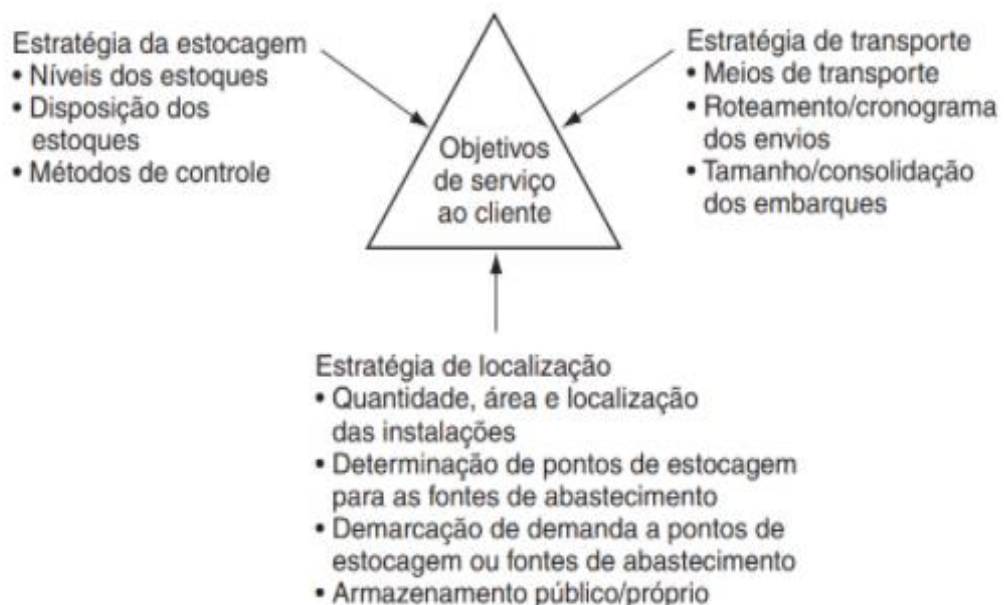 Estratégia da estocagem
• Níveis dos estoques
• Disposição dos
estoques
• Métodos de controle
Objetivos
de serviço
ao cliente
Estratégia de transporte
• Meios de transporte
• Roteamento/cronograma
dos envios
• Tamanho/consolidação
dos embarques
Estratégia de localização
• Quantidade, área e localização
das instalações
• Determinação de pontos de estocagem
para as fontes de abastecimento
• Demarcação de demanda a pontos de
estocagem ou fontes de abastecimento
• Armazenamento público/próprio